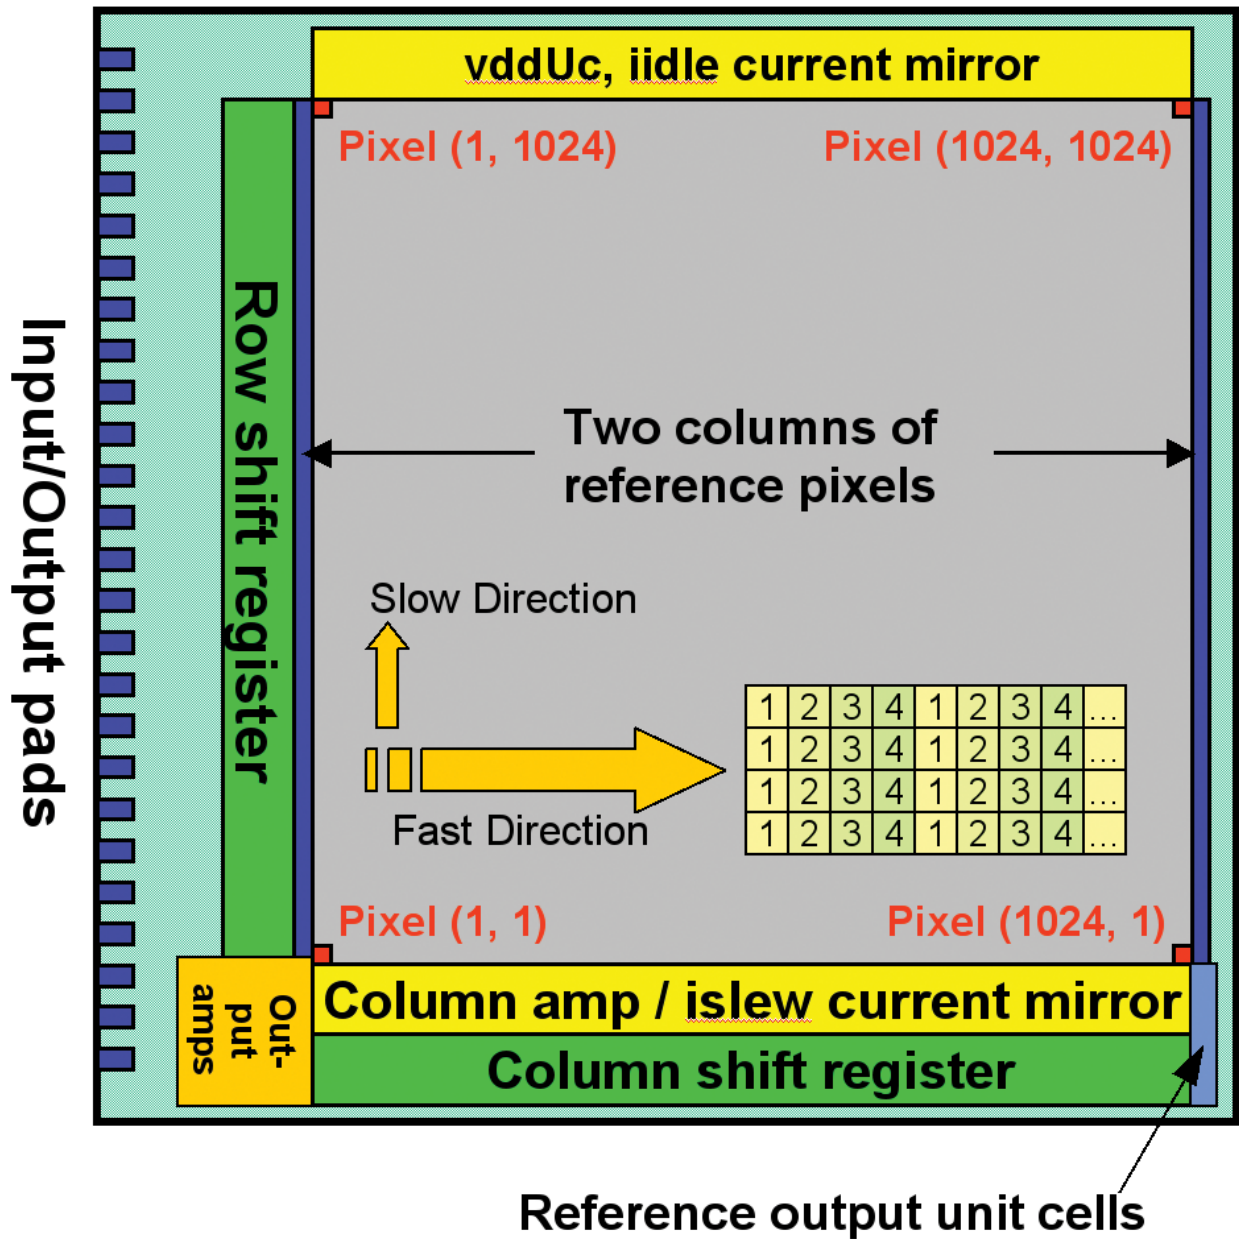 vddUc, iidle current mirror
Pixel (1, 1024)
Pixel (1024, 1024)
Input/Output pads
Row shift register
Two columns of
reference pixels
Slow Direction
Fast Direction
1 2 3 4 1 2 3 4 ...
1 2 3 4 1 2 3 4 ...
1 2 3 4 1 2 3 4 ...
1 2 3 4 1 2 3 4 ...
Pixel (1, 1)
Pixel (1024, 1)
Out-
put
amps
Column amp / islew current mirror
Column shift register
Reference output unit cells